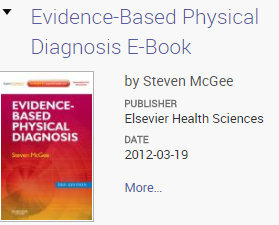 Evidence-Based Physical
Diagnosis E-Book
by Steven McGee
PUBLISHER
Elsevier Health Sciences
DATE
2012-03-19
More...
EVIDENCE-
BASED PHYSICAL
DIAGNOSIS
Steven McGee